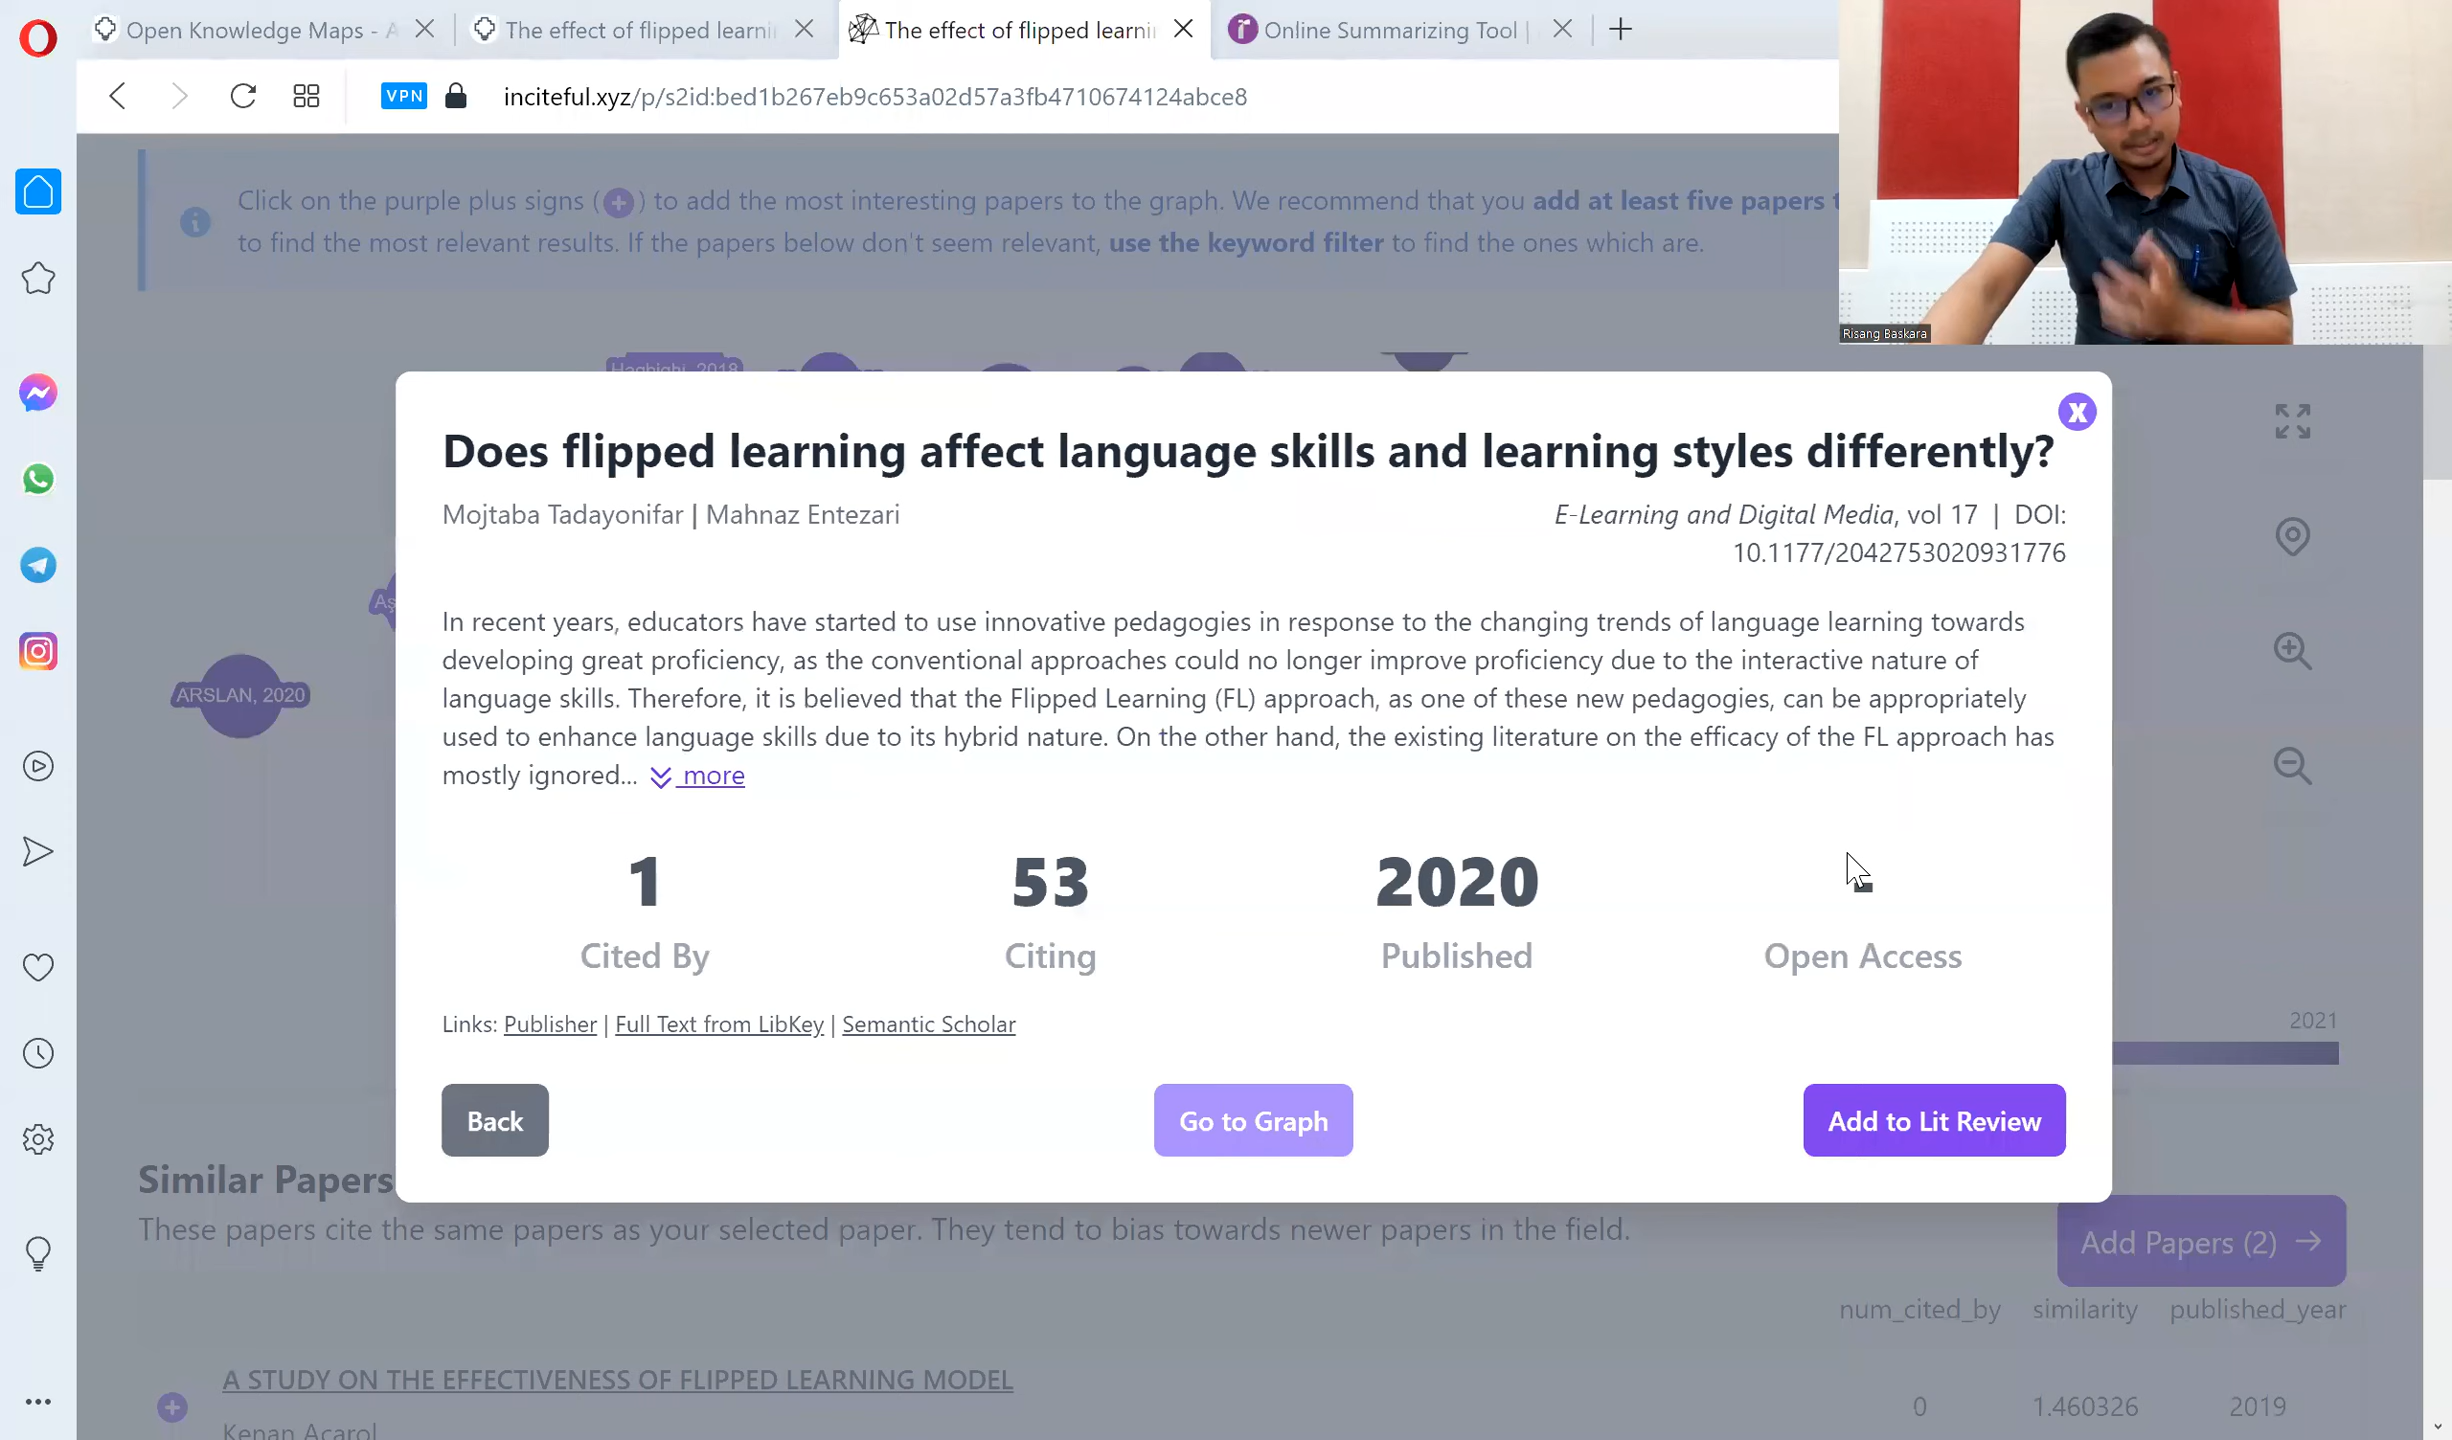 Open Knowledge Maps - A
The effect of flipped learni
The effect of flipped learni
Online Summarizing Tool |
VPN
inciteful.xyz/p/s2id:bed1b267eb9c653a02d57a3fb4710674124abce8
Click on the purple plus signs (+) to add the most interesting papers to the graph. We recommend that you add at least five papers t
to find the most relevant results. If the papers below don't seem relevant, use the keyword filter to find the ones which are.
Risang Baskara
Haghighi, 2018
X
Does flipped learning affect language skills and learning styles differently?
Mojtaba Tadayonifar | Mahnaz Entezari
E-Learning and Digital Media, vol 17 | DOI:
10.1177/2042753020931776
Aş
ARSLAN, 2020
In recent years, educators have started to use innovative pedagogies in response to the changing trends of language learning towards
developing great proficiency, as the conventional approaches could no longer improve proficiency due to the interactive nature of
language skills. Therefore, it is believed that the Flipped Learning (FL) approach, as one of these new pedagogies, can be appropriately
used to enhance language skills due to its hybrid nature. On the other hand, the existing literature on the efficacy of the FL approach has
mostly ignored... more
1
53
2020
Cited By
Citing
Published
Open Access
Links: Publisher | Full Text from LibKey | Semantic Scholar
2021
Back
Go to Graph
Add to Lit Review
Similar Papers
These papers cite the same papers as your selected paper. They tend to bias towards newer papers in the field.
Add Papers (2) →
num_cited_by
similarity
published_year
A STUDY ON THE EFFECTIVENESS OF FLIPPED LEARNING MODEL
0
1.460326
2019
Kenan Acarol